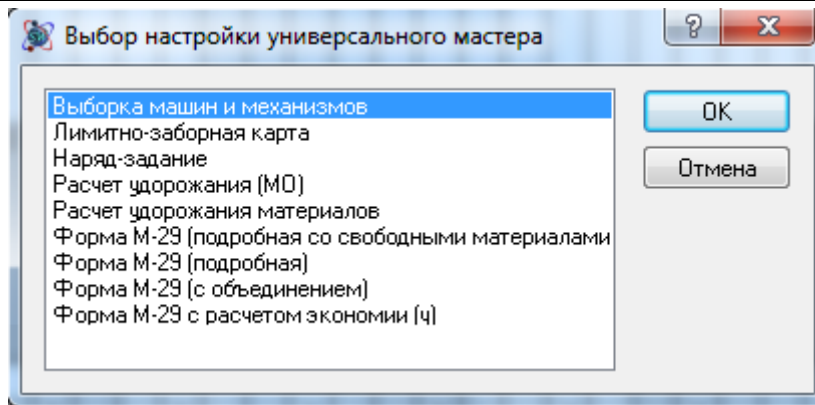 Выбор настройки универсального мастера
Выборка машин и механизмов
Лимитно-заборная карта
Наряд-задание
Расчет удорожания (МО)
Расчет удорожания материалов
Форма М-29 (подробная со свободными материалами
Форма М-29 (подробная)
Форма М-29 (с объединением)
Форма М-29 с расчетом экономии (ч)
OK
Отмена